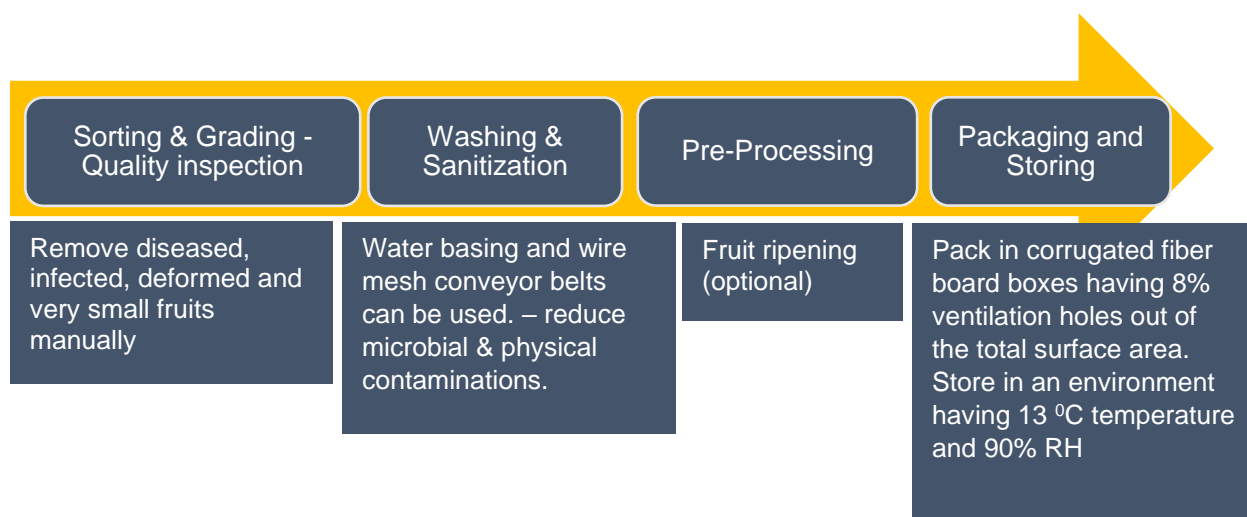 Sorting & Grading -
Quality inspection
Washing &
Sanitization
Pre-Processing
Packaging and
Storing
Remove diseased,
infected, deformed and
very small fruits
manually
Water basing and wire
mesh conveyor belts
can be used. – reduce
microbial & physical
contaminations.
Fruit ripening
(optional)
Pack in corrugated fiber
board boxes having 8%
ventilation holes out of
the total surface area.
Store in an environment
having 13 ⁰C temperature
and 90% RH